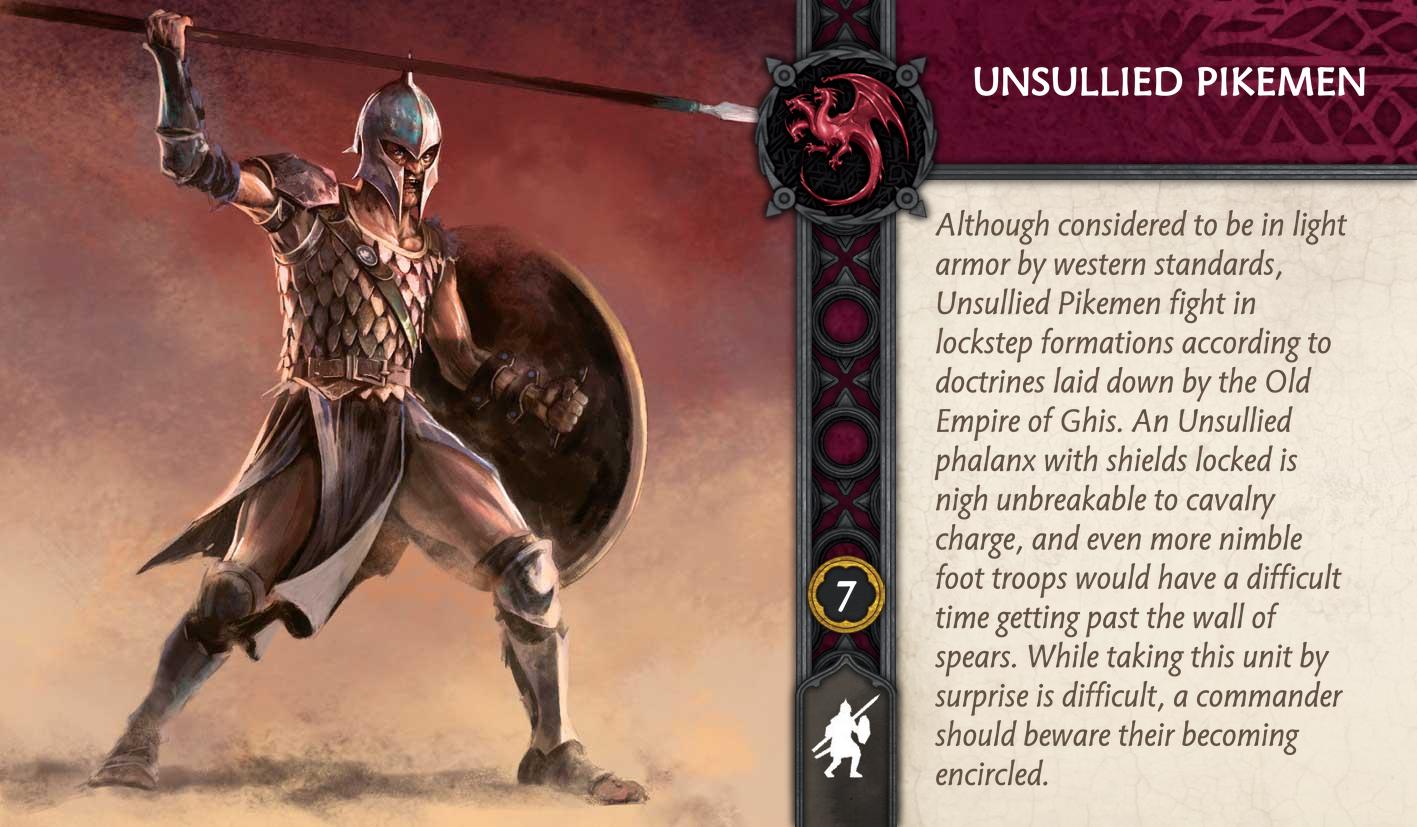 UNSULLIED PIKEMEN
Although considered to be in light
armor by western standards,
Unsullied Pikemen fight in
lockstep formations according to
doctrines laid down by the Old
Empire of Ghis. An Unsullied
phalanx with shields locked is
nigh unbreakable to cavalry
charge, and even more nimble
foot troops would have a difficult
time getting past the wall of
spears. While taking this unit by
surprise is difficult, a commander
should beware their becoming
encircled.
7